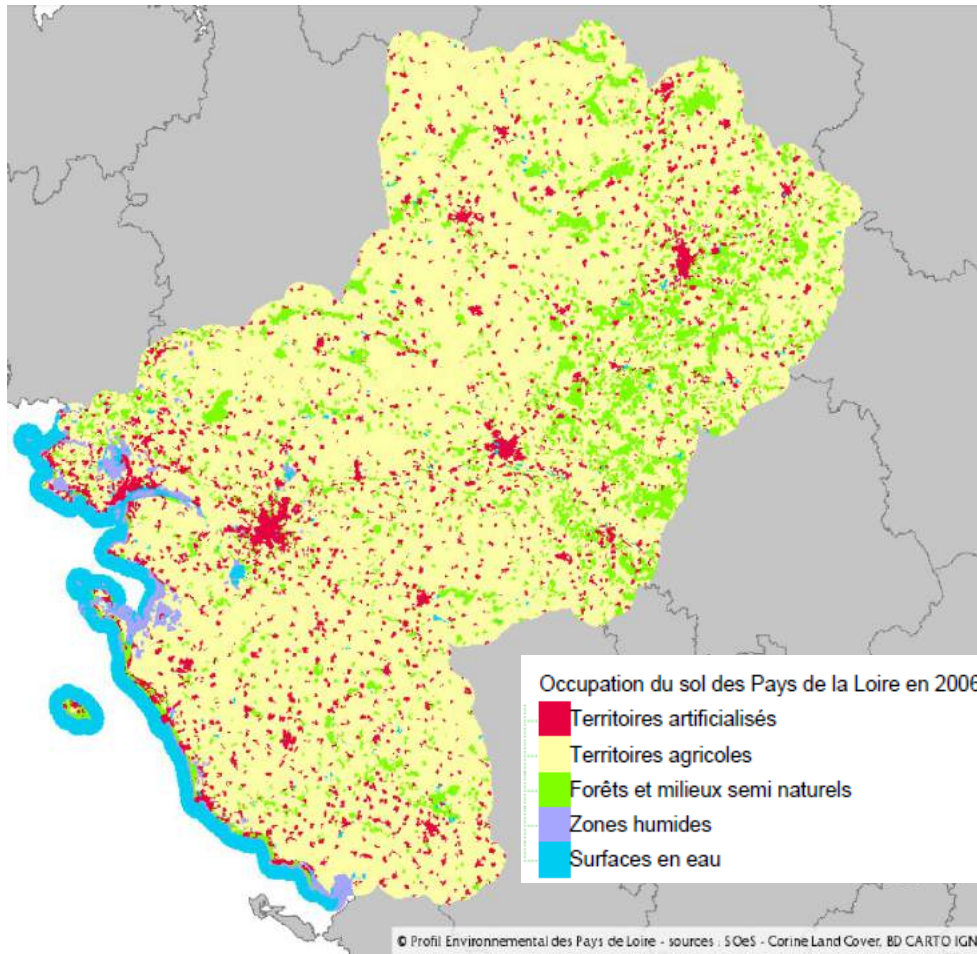 Occupation du sol des Pays de la Loire en 2006
Territoires artificialisés
Territoires agricoles
Forêts et milieux semi naturels
Zones humides
Surfaces en eau
© Profil Environnemental des Pays de Loire - sources : SOeS - Corine Land Cover, BD CARTO IGN